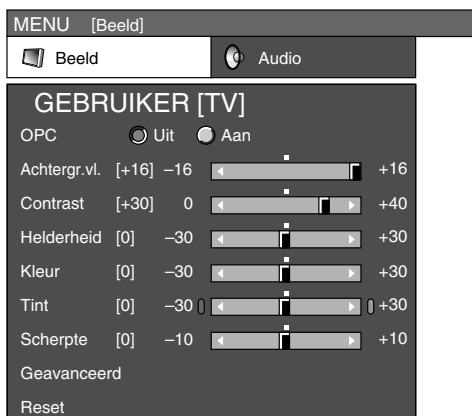 MENU [Beeld]
Beeld Audio
GEBRUIKER [TV]
OPC Uit Aan
Achtergr.vl. [+16] –16 +16
Contrast [+30] 0 +40
Helderheid [0] –30 +30
Kleur [0] –30 +30
Tint [0] –30 +30
Scherpte [0] –10 +10
Geavanceerd
Reset